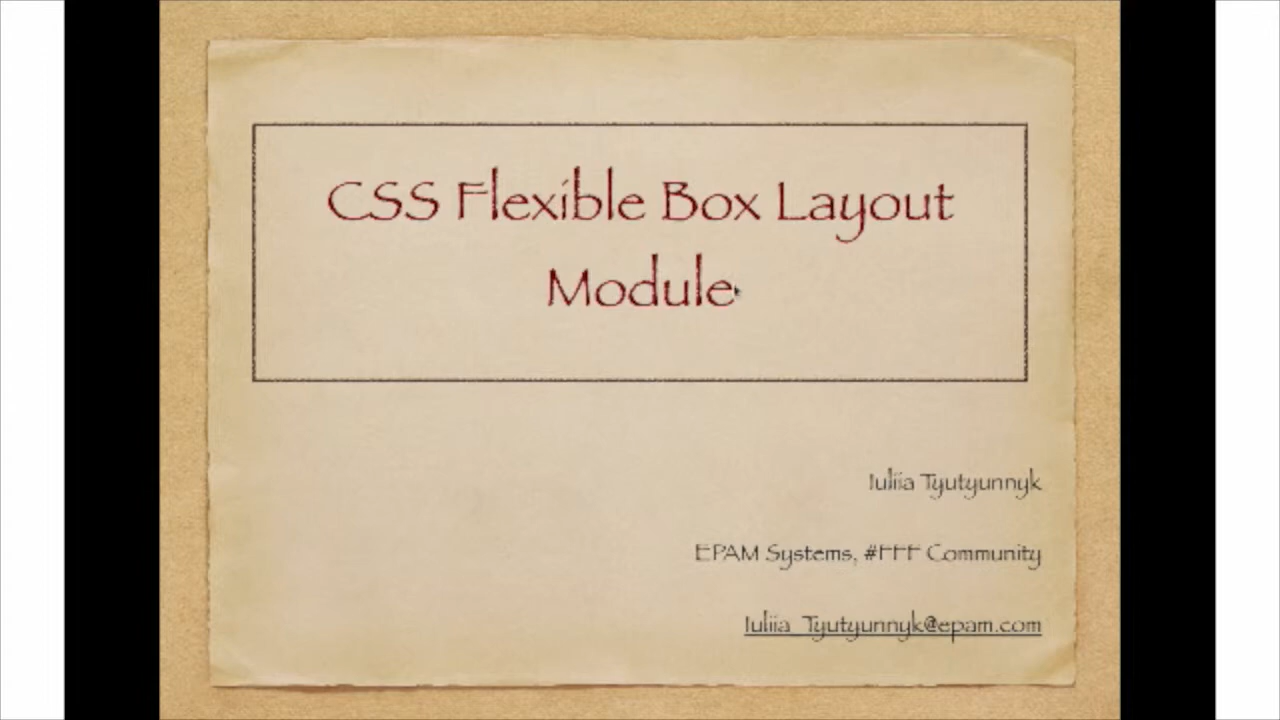 CSS Flexible Box Layout
Module
Iuliia Tyutyunnyk
EPAM Systems, #FFF Community
Iuliia_Tyutyunnyk@epam.com